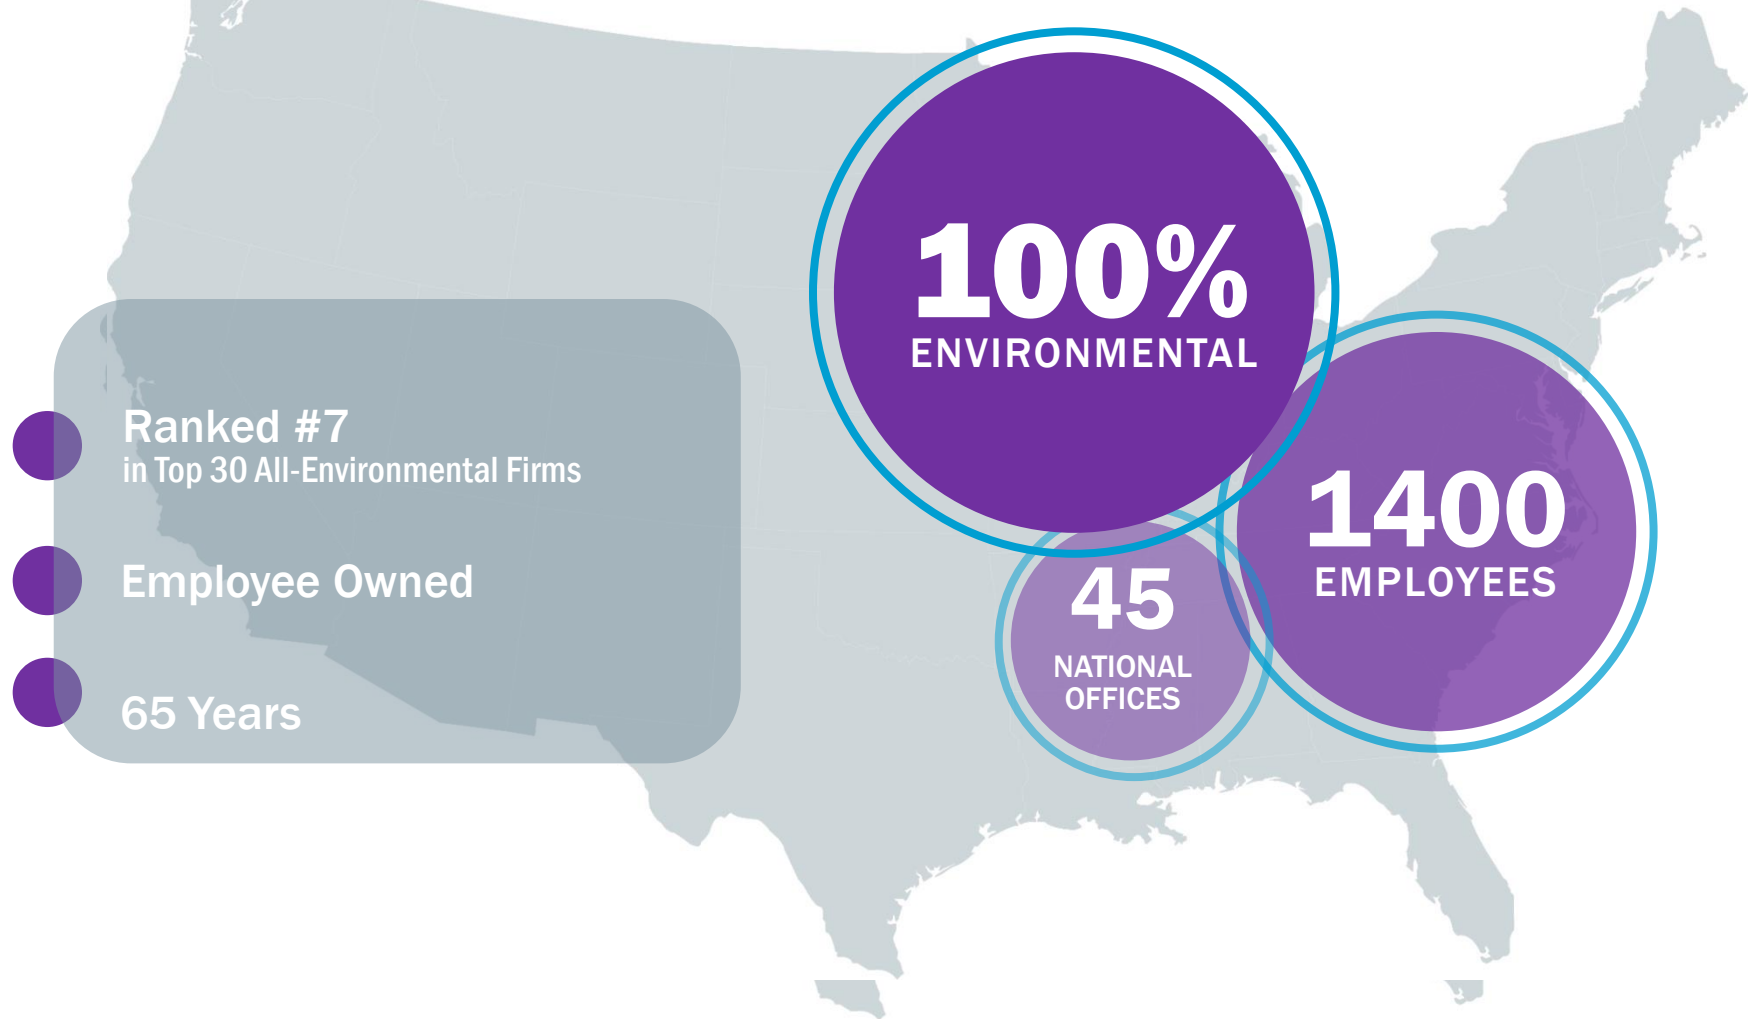 100%
ENVIRONMENTAL
Ranked #7
in Top 30 All-Environmental Firms
1400
EMPLOYEES
Employee Owned
45
NATIONAL
OFFICES
65 Years